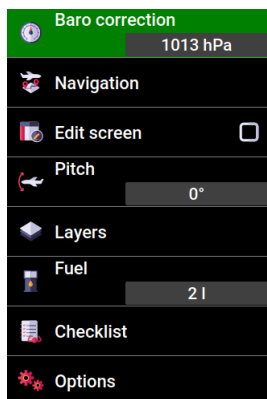 Baro correction
1013 hPa
Navigation
Edit screen
Pitch
0°
Layers
Fuel
2 l
Checklist
Options